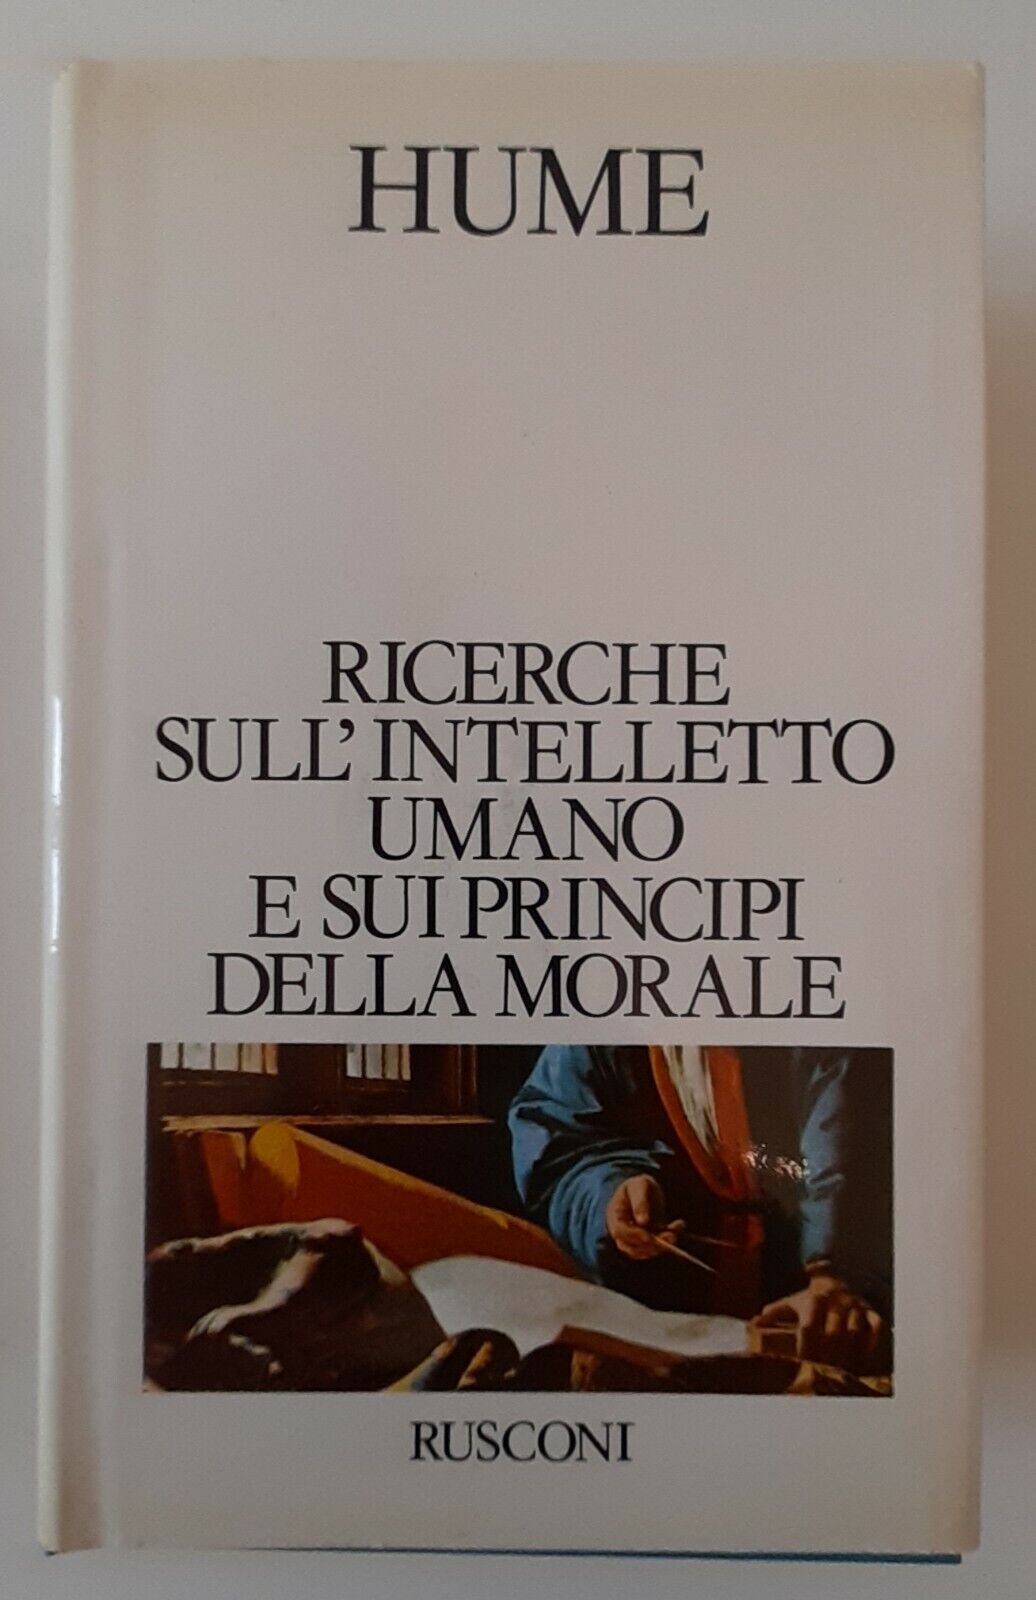 HUME
RICERCHE
SULL'INTELLETTO
UMANO
E SUI PRINCIPI
DELLA MORALE
RUSCONI